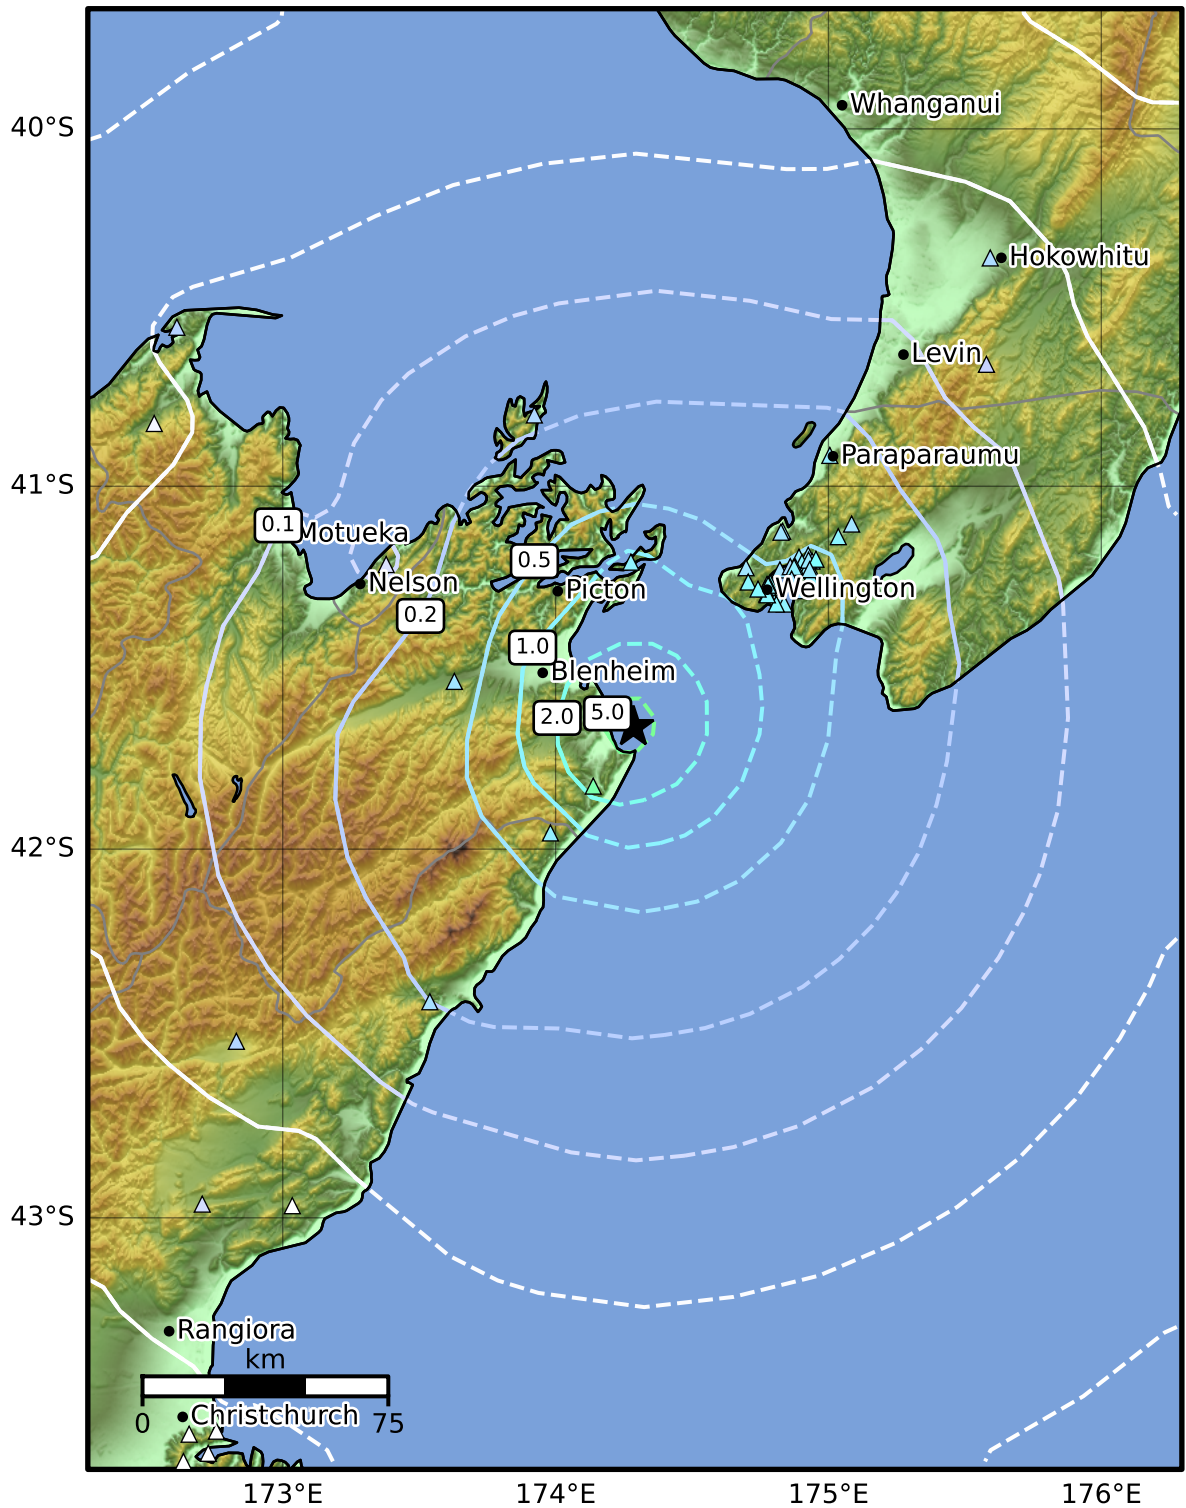 Whanganui
40°S
Hokowhitu
Levin
Paraparaumu
41°S
0.1
Motueka
0.5
Nelson
Picton
Wellington
0.2
1.0
Blenheim
2.0
5.0
42°S
43°S
Rangiora
km
0
75
Christchurch
173°E
174°E
175°E
176°E